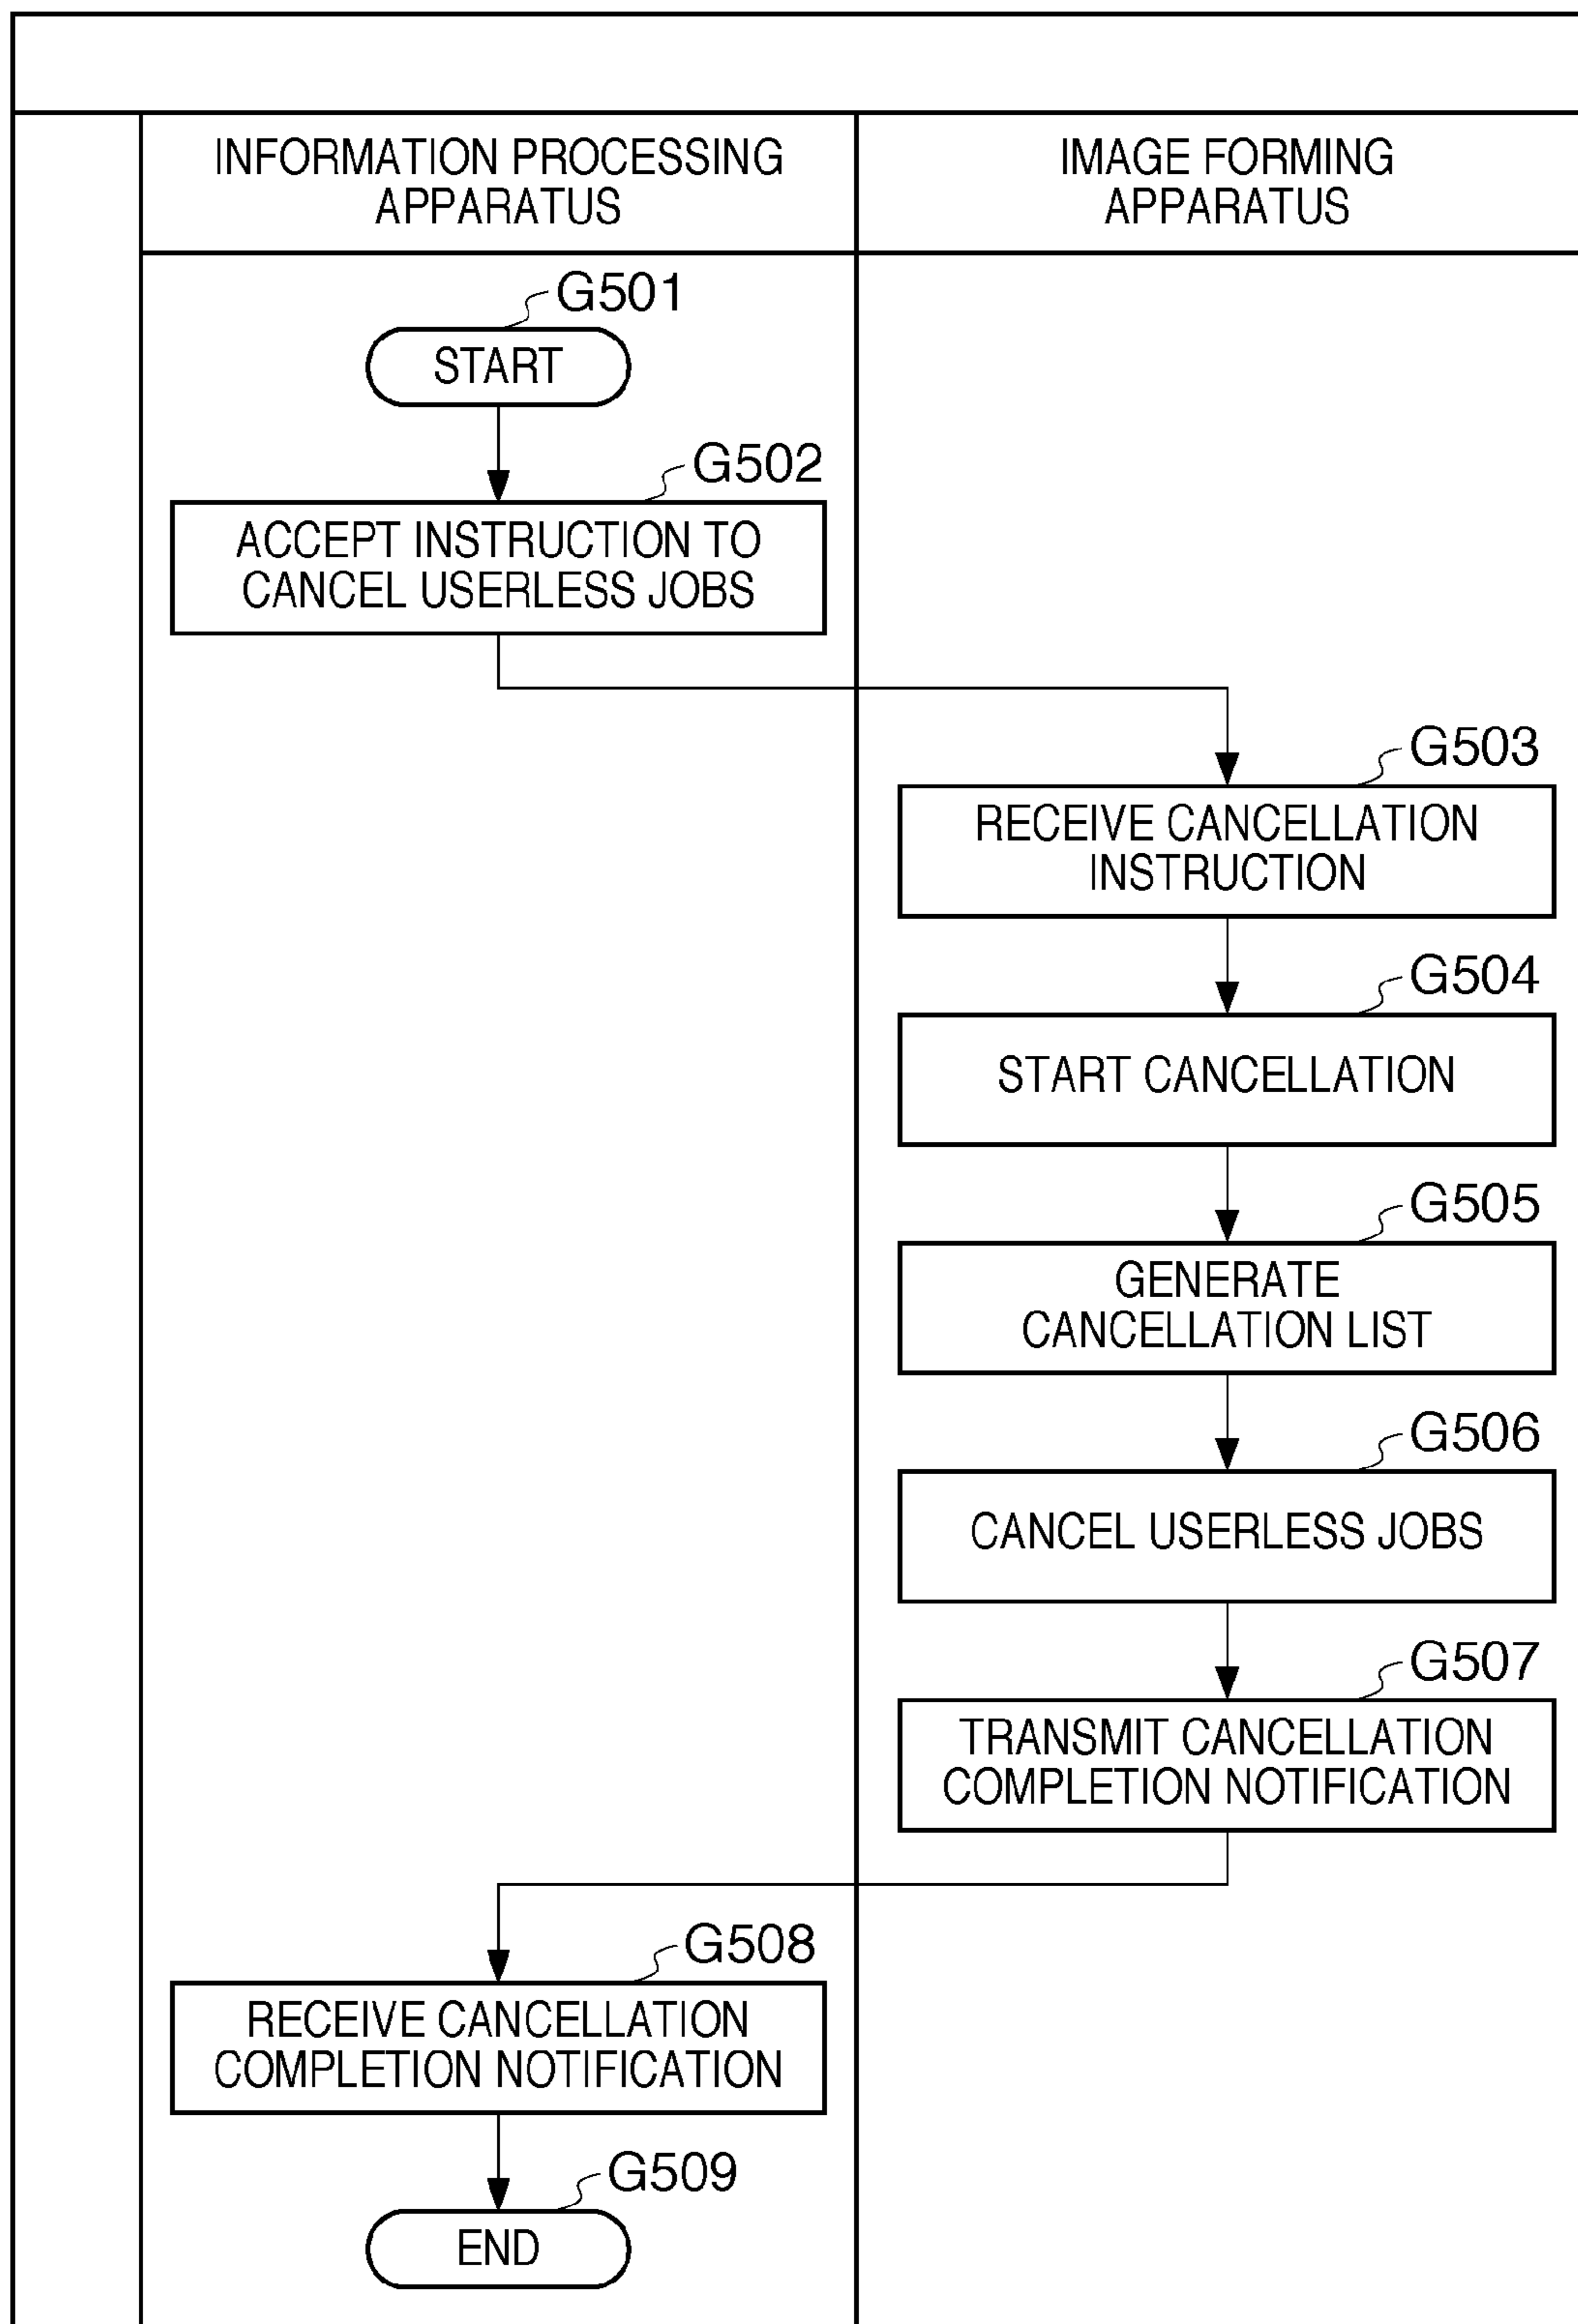 INFORMATION PROCESSING
APPARATUS
IMAGE FORMING
APPARATUS
G501
START
G502
ACCEPT INSTRUCTION TO
CANCEL USERLESS JOBS
G503
RECEIVE CANCELLATION
INSTRUCTION
G504
START CANCELLATION
G505
GENERATE
CANCELLATION LIST
G506
CANCEL USERLESS JOBS
G507
TRANSMIT CANCELLATION
COMPLETION NOTIFICATION
G508
RECEIVE CANCELLATION
COMPLETION NOTIFICATION
G509
END